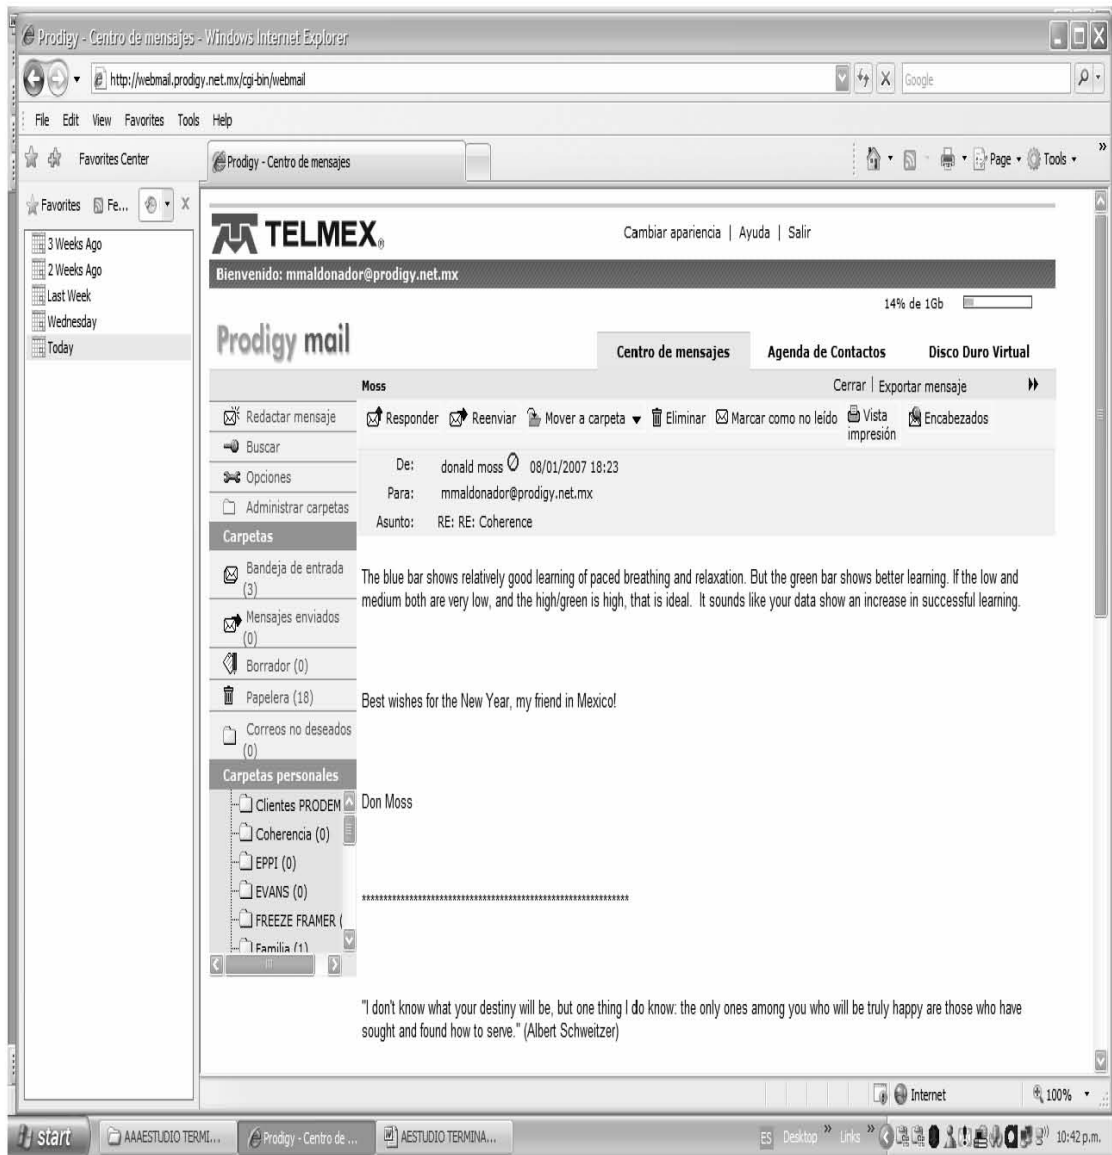 Prodigy - Centro de mensajes - Windows Internet Explorer
http://webmail.prodigy.net.mx/cgi-bin/webmail
Google
File Edit View Favorites Tools Help
Favorites Center
Prodigy - Centro de mensajes
Page Tools »
Favorites Fe... X
3 Weeks Ago
2 Weeks Ago
Last Week
Wednesday
Today
TELMEX®
Cambiar apariencia | Ayuda | Salir
Bienvenido: mmaldonador@prodigy.net.mx
14% de 1Gb
Prodigy mail
Centro de mensajes Agenda de Contactos Disco Duro Virtual
Moss
Cerrar | Exportar mensaje
Responder Reenviar Mover a carpeta Eliminar Marcar como no leído Vista impresión Encabezados
De: donald moss 08/01/2007 18:23
Para: mmaldonador@prodigy.net.mx
Asunto: RE: RE: Coherence
Redactar mensaje
Buscar
Opciones
Administrar carpetas
Carpetas
Bandeja de entrada
(3)
Mensajes enviados
(0)
Borrador (0)
Papelera (18)
Correos no deseados
(0)
Carpetas personales
Clientes PRODEM
Coherencia (0)
EPPI (0)
EVANS (0)
FREEZE FRAMER (
Familia (1)
The blue bar shows relatively good learning of paced breathing and relaxation. But the green bar shows better learning. If the low and
medium both are very low, and the high/green is high, that is ideal. It sounds like your data show an increase in successful learning.
Best wishes for the New Year, my friend in Mexico!
Don Moss
**************************************************************
"I don't know what your destiny will be, but one thing I do know: the only ones among you who will be truly happy are those who have
sought and found how to serve." (Albert Schweitzer)
Internet 100%
start AAAESTUDIO TERMI... Prodigy - Centro de ... AESTUDIO TERMINA... ES Desktop » Links » 10:42 p.m.